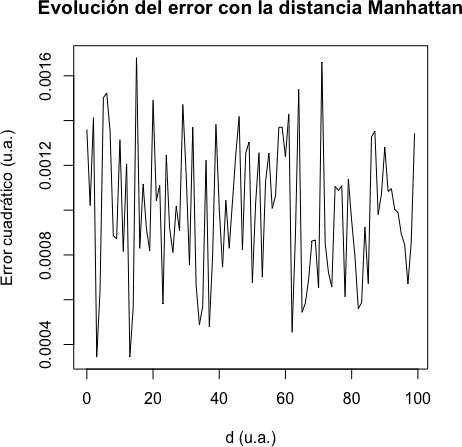 Evolución del error con la distancia Manhattan
Error cuadrático (u.a.)
0.0016
0.0012
0.0008
0.0004
0 20 40 60 80 100
d (u.a.)